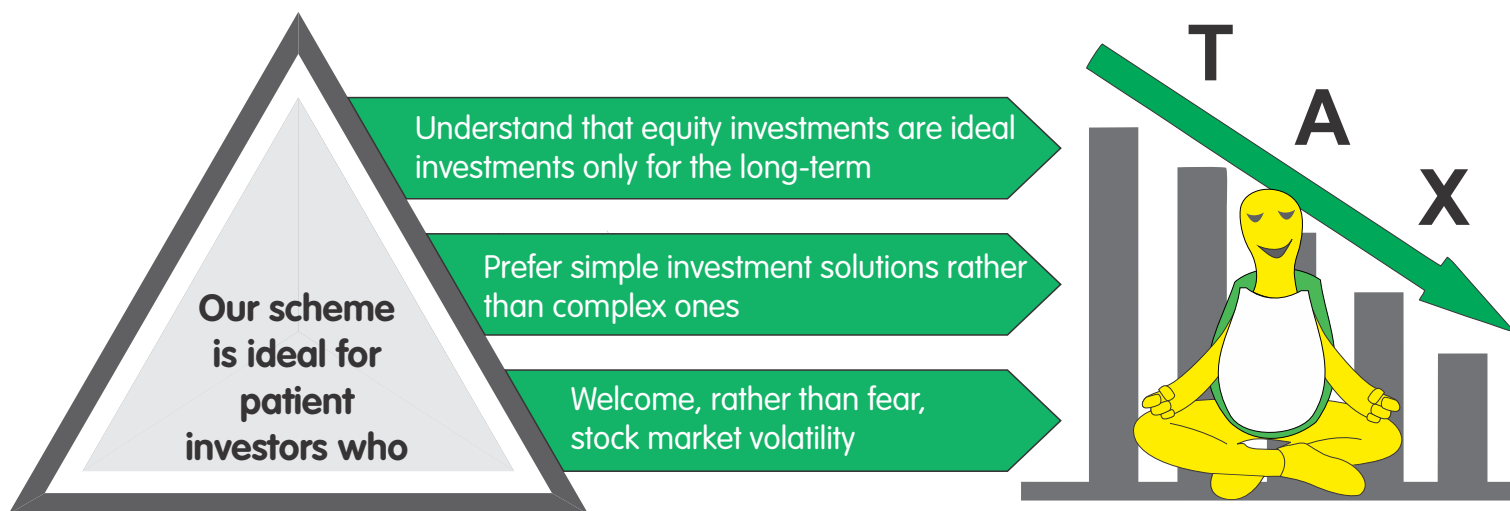 Our scheme
is ideal for
patient
investors who
Understand that equity investments are ideal
investments only for the long-term
Prefer simple investment solutions rather
than complex ones
Welcome, rather than fear,
stock market volatility
T
A
X